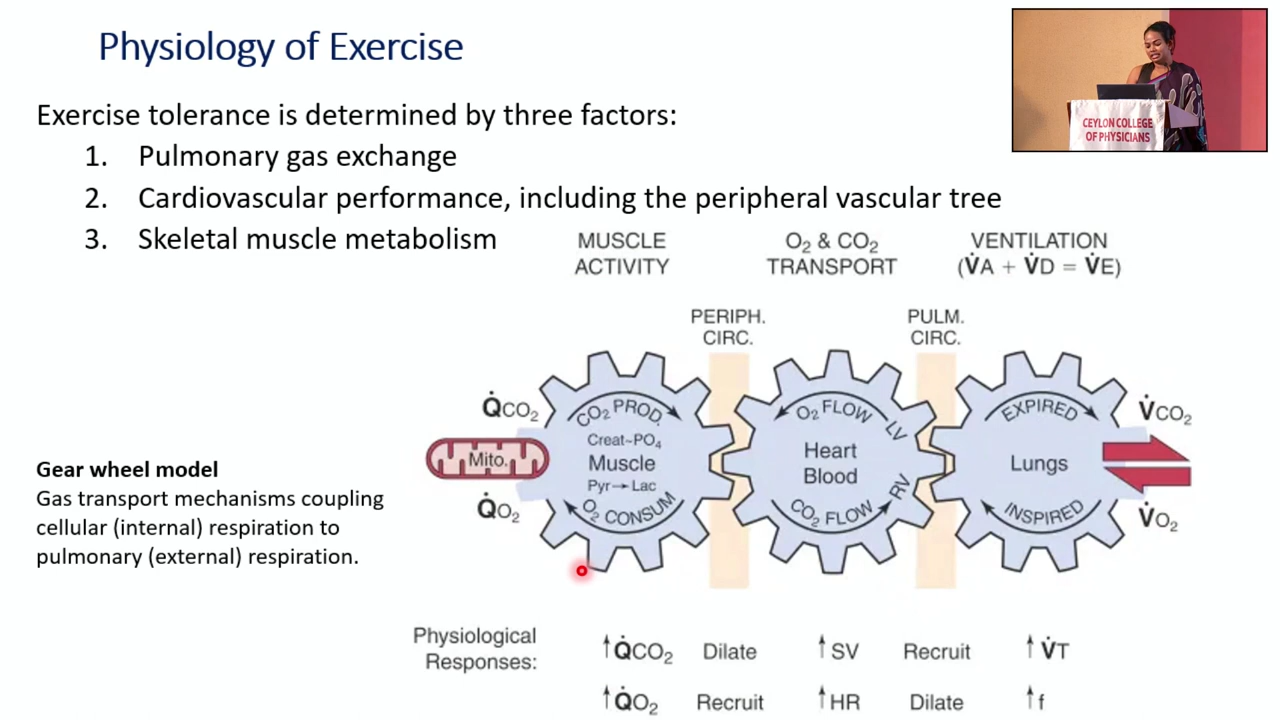 Physiology of Exercise
CEYLON COLLEGE
OF PHYSICIANS
Exercise tolerance is determined by three factors:
1. Pulmonary gas exchange
2. Cardiovascular performance, including the peripheral vascular tree
3. Skeletal muscle metabolism
MUSCLE
ACTIVITY
O₂ & CO₂
TRANSPORT
VENTILATION
(V̇A + V̇D = V̇E)
PERIPH.
CIRC.
PULM.
CIRC.
Q̇CO₂
Mito.
Q̇O₂
CO₂ PROD.
Creat~PO₄
Muscle
Pyr→Lac
O₂ CONSUM
O₂ FLOW
LV
Heart
Blood
RV
CO₂ FLOW
EXPIRED
Lungs
INSPIRED
V̇CO₂
V̇O₂
Gear wheel model
Gas transport mechanisms coupling
cellular (internal) respiration to
pulmonary (external) respiration.
Physiological
Responses:
↑Q̇CO₂ Dilate ↑SV Recruit ↑V̇T
↑Q̇O₂ Recruit ↑HR Dilate ↑f